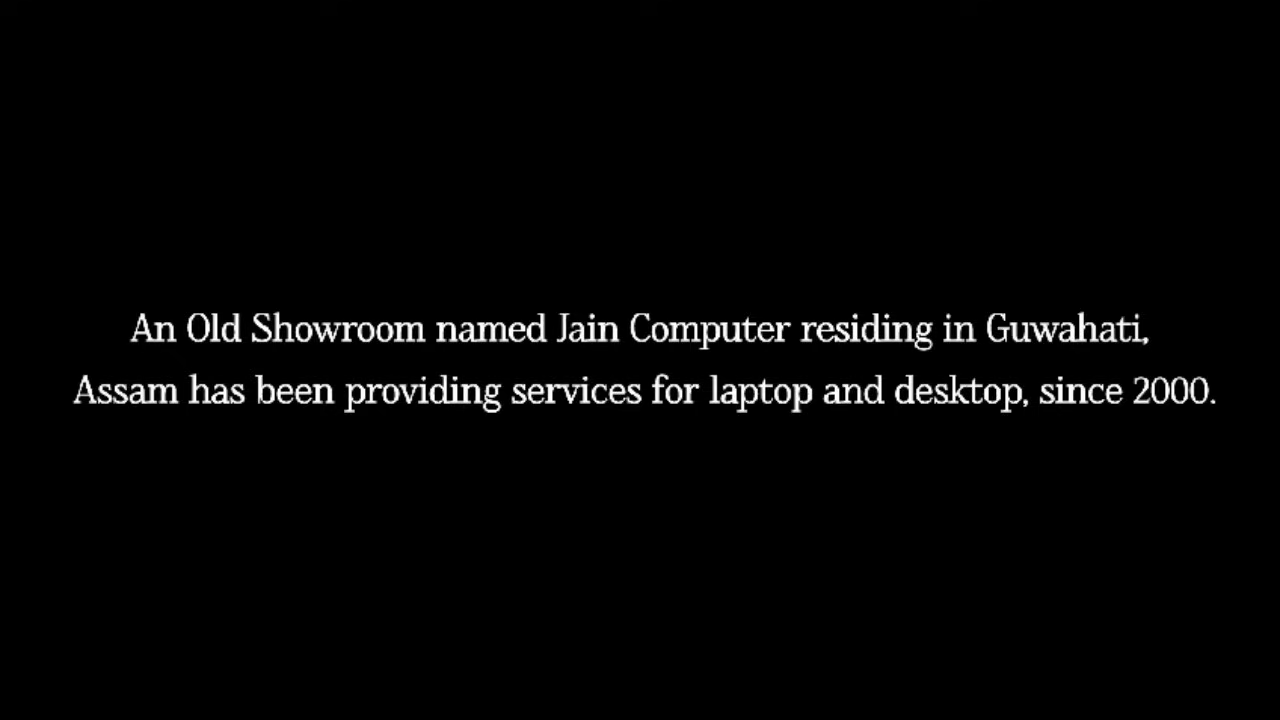 An Old Showroom named Jain Computer residing in Guwahati,
Assam has been providing services for laptop and desktop, since 2000.